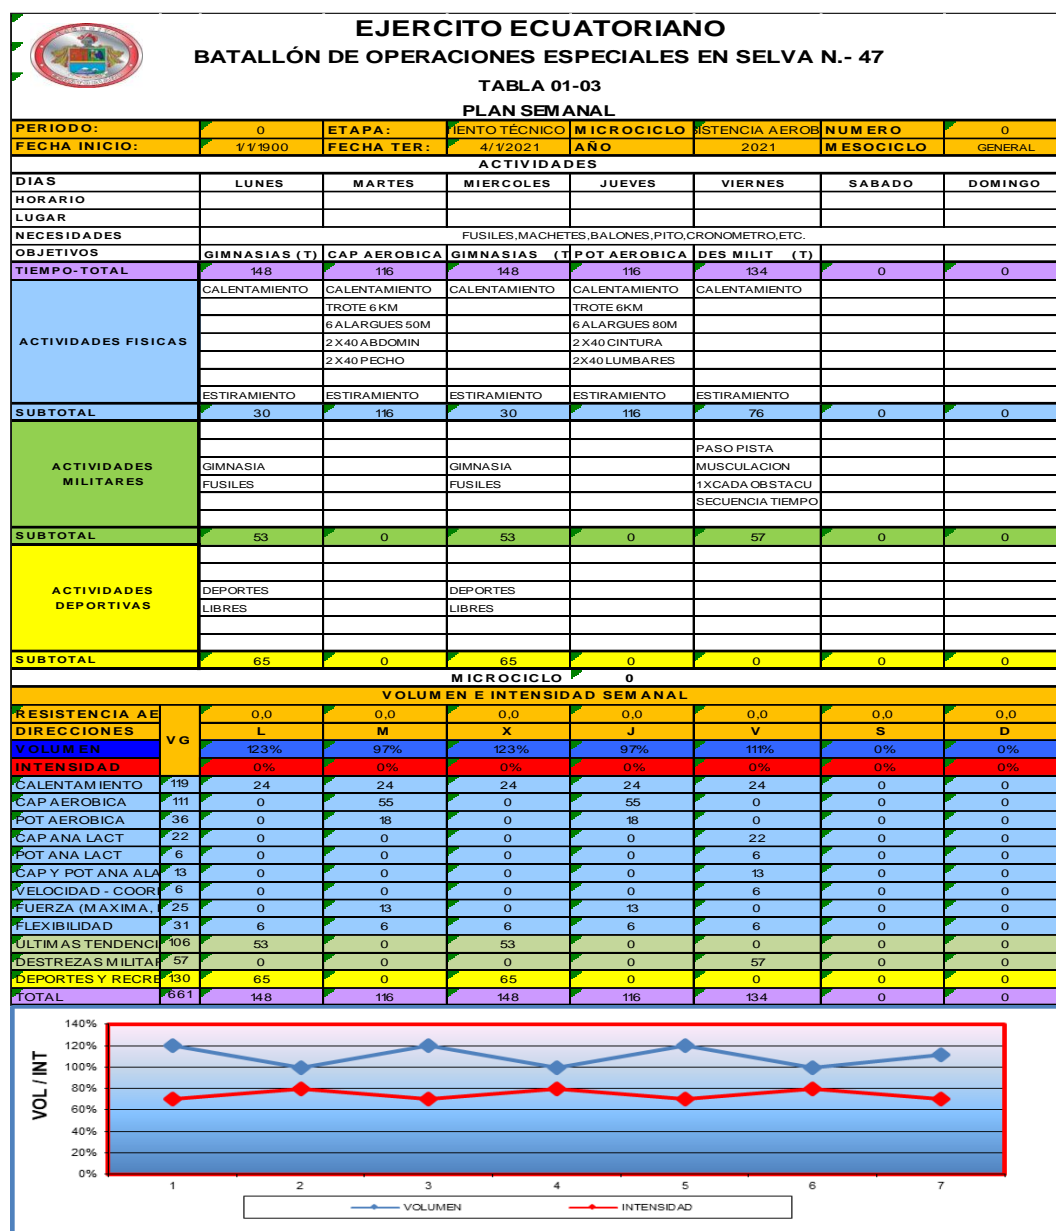 EJERCITO ECUATORIANO
BATALLÓN DE OPERACIONES ESPECIALES EN SELVA N.- 47
TABLA 01-03
PLAN SEMANAL
PERIODO: 0 ETAPA: IENTO TÉCNICO MICROCICLO SISTENCIA AEROB NUMERO 0
FECHA INICIO: 1/1/1900 FECHA TER: 4/1/2021 AÑO 2021 MESOCICLO GENERAL
ACTIVIDADES
DIAS LUNES MARTES MIERCOLES JUEVES VIERNES SABADO DOMINGO
HORARIO
LUGAR
NECESIDADES FUSILES,MACHETES,BALONES,PITO,CRONOMETRO,ETC.
OBJETIVOS GIMNASIAS (T) CAP AEROBICA GIMNASIAS (T POT AEROBICA DES MILIT (T)
TIEMPO-TOTAL 148 116 148 116 134 0 0
CALENTAMIENTO CALENTAMIENTO CALENTAMIENTO CALENTAMIENTO CALENTAMIENTO
TROTE 6 KM TROTE 6KM
6 ALARGUES 50M 6 ALARGUES 80M
ACTIVIDADES FISICAS 2 X 40 ABDOMIN 2 X 40 CINTURA
2 X 40 PECHO 2X 40 LUMBARES
ESTIRAMIENTO ESTIRAMIENTO ESTIRAMIENTO ESTIRAMIENTO ESTIRAMIENTO
SUBTOTAL 30 116 30 116 76 0 0
PASO PISTA
ACTIVIDADES MILITARES GIMNASIA GIMNASIA MUSCULACION
FUSILES FUSILES 1XCADA OBSTACU
SECUENCIA TIEMPO
SUBTOTAL 53 0 53 0 57 0 0
ACTIVIDADES DEPORTES DEPORTES
DEPORTIVAS LIBRES LIBRES
SUBTOTAL 65 0 65 0 0 0 0
MICROCICLO 0
VOLUMEN E INTENSIDAD SEMANAL
RESISTENCIA AE VG 0,0 0,0 0,0 0,0 0,0 0,0 0,0
DIRECCIONES L M X J V S D
VOLUMEN 123% 97% 123% 97% 111% 0% 0%
INTENSIDAD 0% 0% 0% 0% 0% 0% 0%
CALENTAMIENTO 119 24 24 24 24 24 0 0
CAP AEROBICA 111 0 55 0 55 0 0 0
POT AEROBICA 36 0 18 0 18 0 0 0
CAP ANA LACT 22 0 0 0 0 22 0 0
POT ANA LACT 6 0 0 0 0 6 0 0
CAP Y POT ANA ALA 13 0 0 0 0 13 0 0
VELOCIDAD - COOR 6 0 0 0 0 6 0 0
FUERZA (MAXIMA, 25 0 13 0 13 0 0 0
FLEXIBILIDAD 31 6 6 6 6 6 0 0
ULTIMAS TENDENCI 106 53 0 53 0 0 0 0
DESTREZAS MILITAR 57 0 0 0 0 57 0 0
DEPORTES Y RECRE 130 65 0 65 0 0 0 0
TOTAL 661 148 116 148 116 134 0 0
VOL / INT
140%
120%
100%
80%
60%
40%
20%
0%
1 2 3 4 5 6 7
VOLUMEN INTENSIDAD